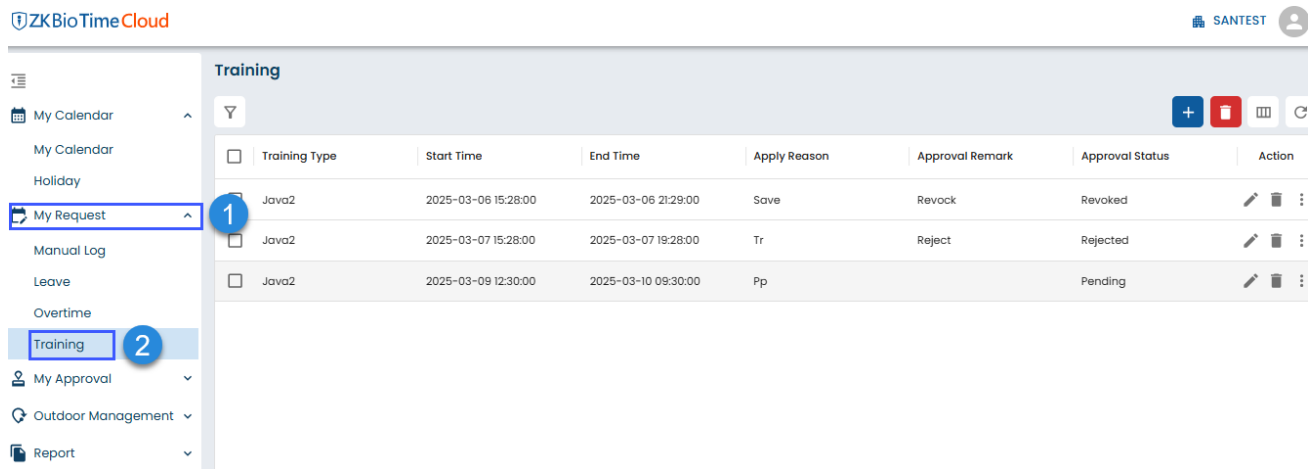 ZKBioTime Cloud
SANTEST
Training
My Calendar
My Calendar
Holiday
My Request
1
Manual Log
Leave
Overtime
Training
2
My Approval
Outdoor Management
Report
Training Type Start Time End Time Apply Reason Approval Remark Approval Status Action
Java2 2025-03-06 15:28:00 2025-03-06 21:29:00 Save Revock Revoked
Java2 2025-03-07 15:28:00 2025-03-07 19:28:00 Tr Reject Rejected
Java2 2025-03-09 12:30:00 2025-03-10 09:30:00 Pp Pending